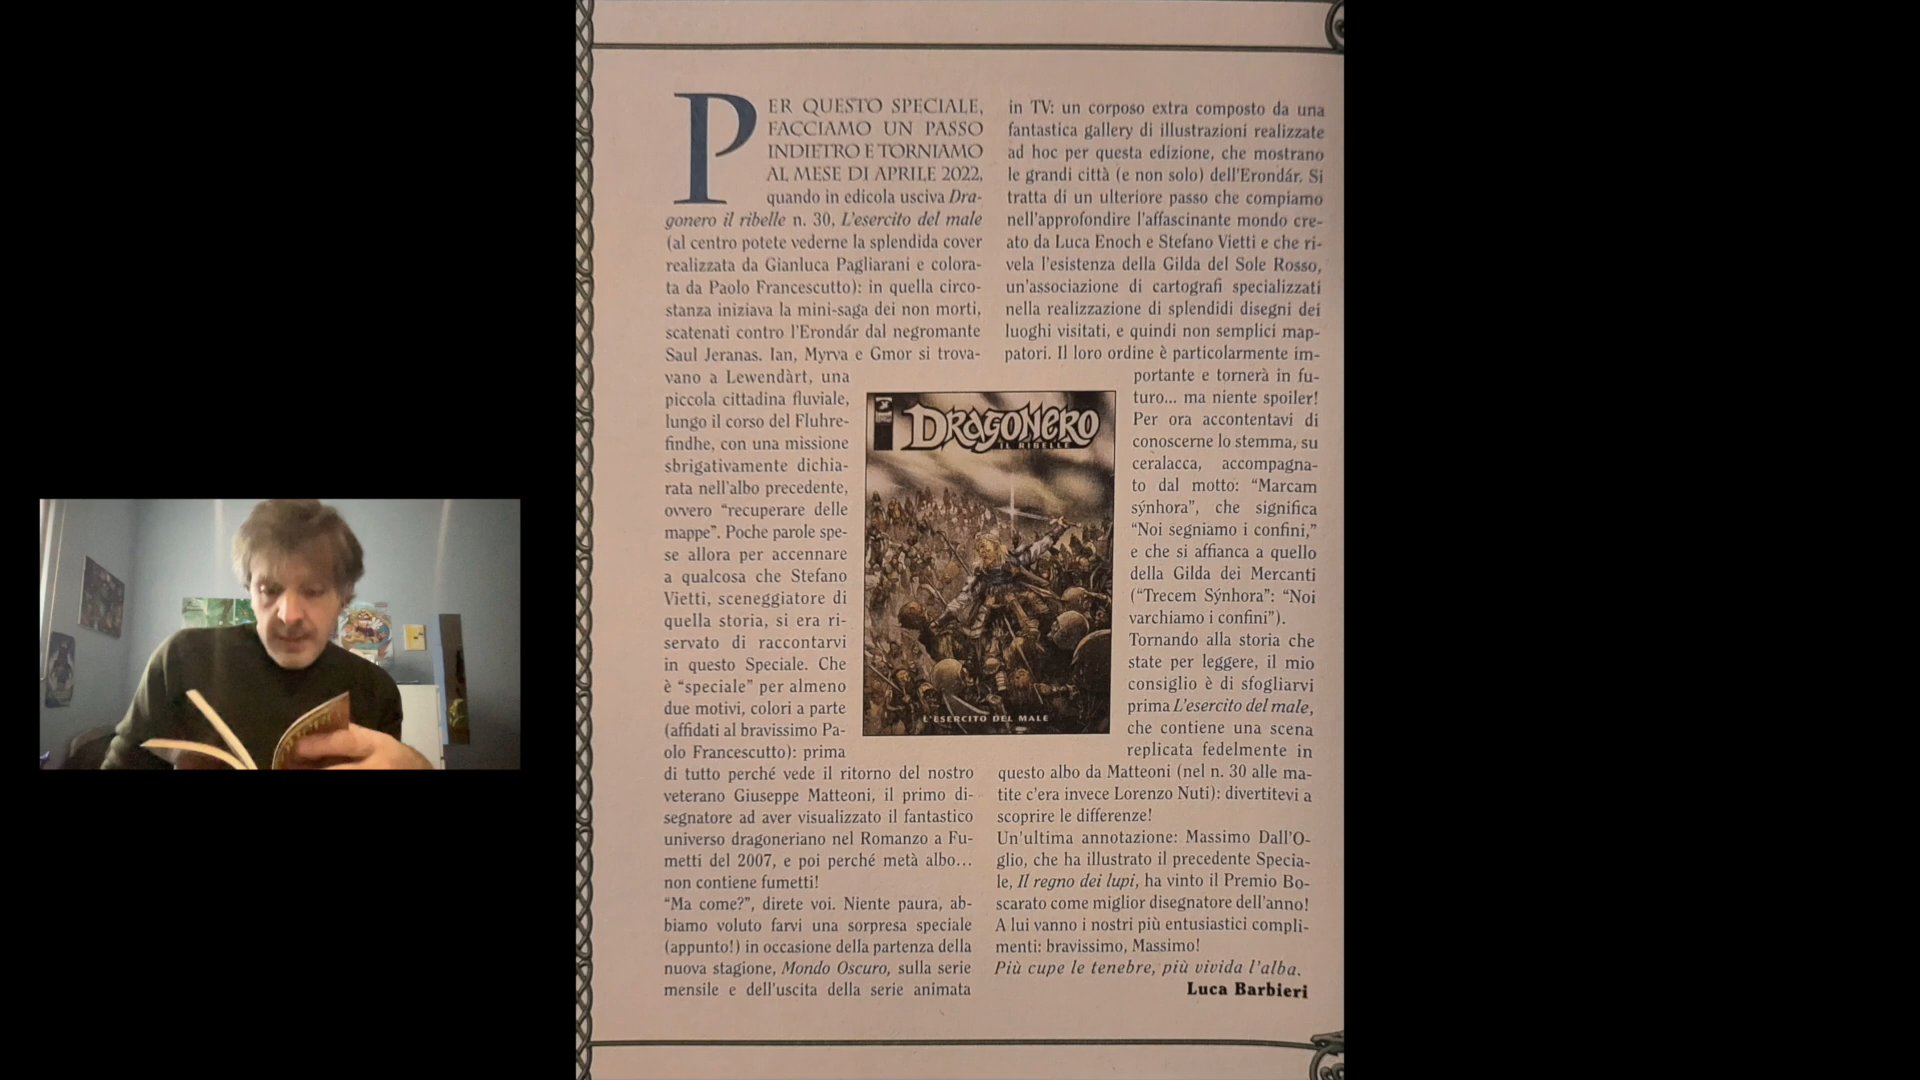 PER QUESTO SPECIALE,
FACCIAMO UN PASSO
INDIETRO E TORNIAMO
AL MESE DI APRILE 2022,
quando in edicola usciva Dra-
gonero il ribelle n. 30, L'esercito del male
(al centro potete vederne la splendida cover
realizzata da Gianluca Pagliarani e colora-
ta da Paolo Francescutto): in quella circo-
stanza iniziava la mini-saga dei non morti,
scatenati contro l'Erondár dal negromante
Saul Jeranas. Ian, Myrva e Gmor si trova-
vano a Lewendàrt, una
piccola cittadina fluviale,
lungo il corso del Fluhre-
findhe, con una missione
sbrigativamente dichia-
rata nell'albo precedente,
ovvero “recuperare delle
mappe”. Poche parole spe-
se allora per accennare
a qualcosa che Stefano
Vietti, sceneggiatore di
quella storia, si era ri-
servato di raccontarvi
in questo Speciale. Che
è “speciale” per almeno
due motivi, colori a parte
(affidati al bravissimo Pa-
olo Francescutto): prima
di tutto perché vede il ritorno del nostro
veterano Giuseppe Matteoni, il primo di-
segnatore ad aver visualizzato il fantastico
universo dragoneriano nel Romanzo a Fu-
metti del 2007, e poi perché metà albo...
non contiene fumetti!
“Ma come?”, direte voi. Niente paura, ab-
biamo voluto farvi una sorpresa speciale
(appunto!) in occasione della partenza della
nuova stagione, Mondo Oscuro, sulla serie
mensile e dell'uscita della serie animata
in TV: un corposo extra composto da una
fantastica gallery di illustrazioni realizzate
ad hoc per questa edizione, che mostrano
le grandi città (e non solo) dell'Erondár. Si
tratta di un ulteriore passo che compiamo
nell'approfondire l'affascinante mondo cre-
ato da Luca Enoch e Stefano Vietti e che ri-
vela l'esistenza della Gilda del Sole Rosso,
un'associazione di cartografi specializzati
nella realizzazione di splendidi disegni dei
luoghi visitati, e quindi non semplici map-
patori. Il loro ordine è particolarmente im-
portante e tornerà in fu-
turo... ma niente spoiler!
Per ora accontentavi di
conoscerne lo stemma, su
ceralacca, accompagna-
to dal motto: “Marcam
sýnhora”, che significa
“Noi segniamo i confini,”
e che si affianca a quello
della Gilda dei Mercanti
(“Trecem Sýnhora”: “Noi
varchiamo i confini”).
Tornando alla storia che
state per leggere, il mio
consiglio è di sfogliarvi
prima L'esercito del male,
che contiene una scena
replicata fedelmente in
questo albo da Matteoni (nel n. 30 alle ma-
tite c'era invece Lorenzo Nuti): divertitevi a
scoprire le differenze!
Un'ultima annotazione: Massimo Dall'O-
glio, che ha illustrato il precedente Specia-
le, Il regno dei lupi, ha vinto il Premio Bo-
scarato come miglior disegnatore dell'anno!
A lui vanno i nostri più entusiastici compli-
menti: bravissimo, Massimo!
Più cupe le tenebre, più vivida l'alba.
Luca Barbieri
DRAGONERO
IL RIBELLE
L'ESERCITO DEL MALE